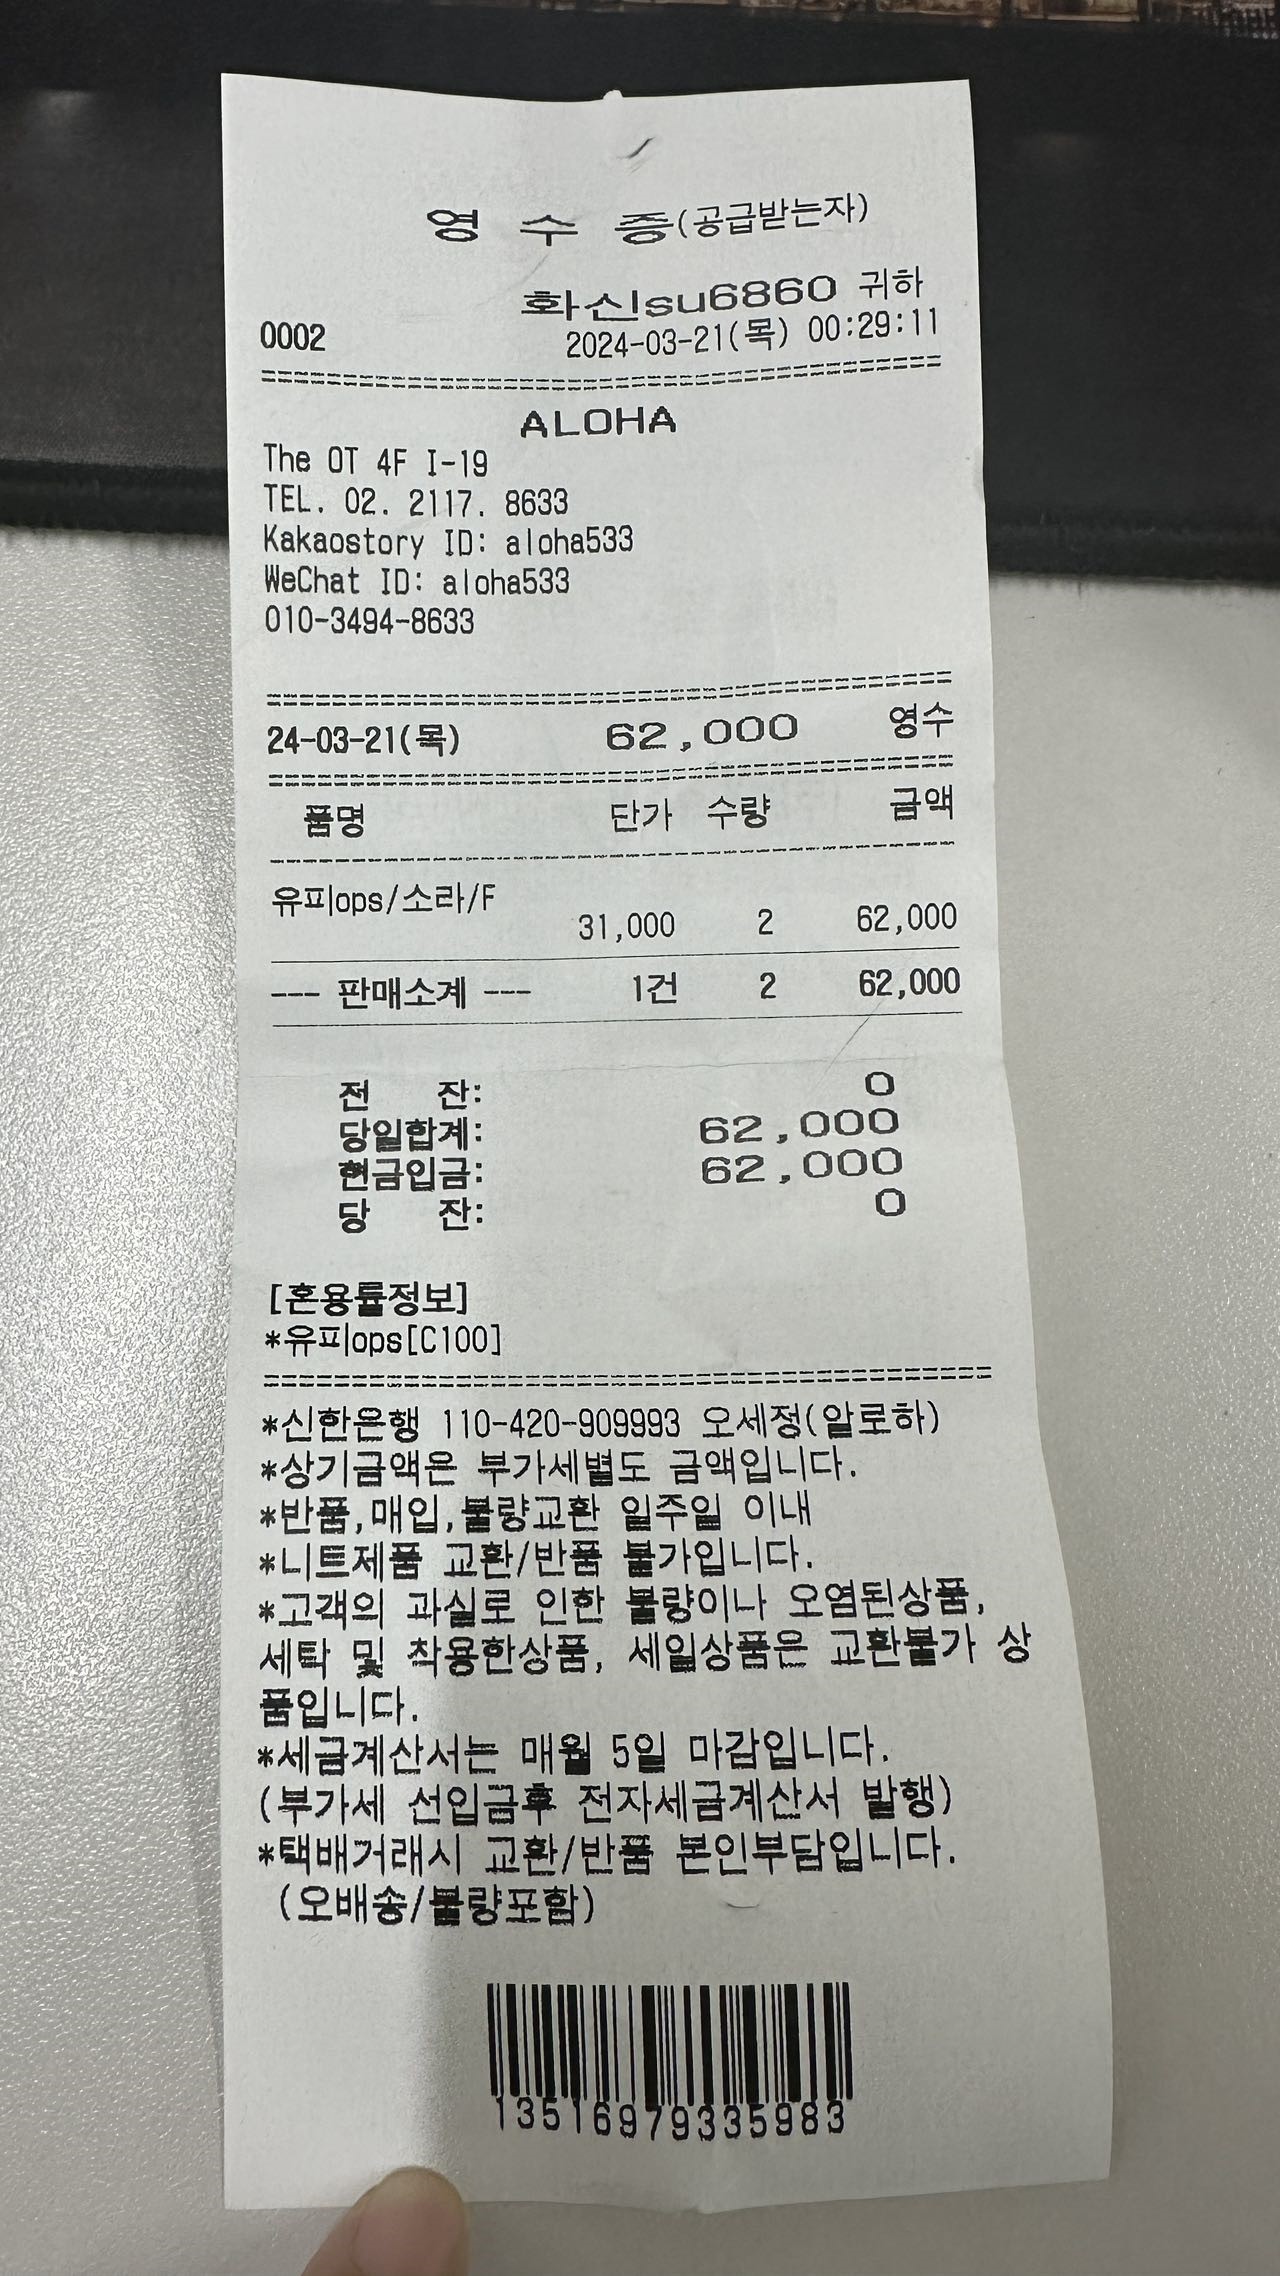 영 수 증(공급받는자)
화신su6860 귀하
0002 2024-03-21(목) 00:29:11
==========================================
ALOHA
The OT 4F I-19
TEL. 02. 2117. 8633
Kakaostory ID: aloha533
WeChat ID: aloha533
010-3494-8633
==========================================
24-03-21(목) 62,000 영수
==========================================
품명 단가 수량 금액
------------------------------------------
유피ops/소라/F
31,000 2 62,000
--- 판매소계 --- 1건 2 62,000
전 잔: 0
당일합계: 62,000
현금입금: 62,000
당 잔: 0
[혼용률정보]
*유피ops[C100]
==========================================
*신한은행 110-420-909993 오세정(알로하)
*상기금액은 부가세별도 금액입니다.
*반품,매입,불량교환 일주일 이내
*니트제품 교환/반품 불가입니다.
*고객의 과실로 인한 불량이나 오염된상품,
세탁 및 착용한상품, 세일상품은 교환불가 상
품입니다.
*세금계산서는 매월 5일 마감입니다.
(부가세 선입금후 전자세금계산서 발행)
*택배거래시 교환/반품 본인부담입니다.
(오배송/불량포함)
13516979335983